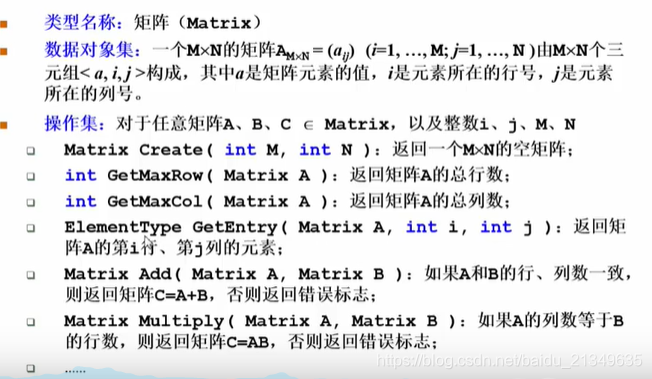 类型名称：矩阵（Matrix）
数据对象集：一个M×N的矩阵AM×N = (aij) (i=1, …, M; j=1, …, N )由M×N个三
元组< a, i, j >构成，其中a是矩阵元素的值，i是元素所在的行号，j是元素
所在的列号。
操作集：对于任意矩阵A、B、C ∈ Matrix，以及整数i、j、M、N
Matrix Create( int M, int N )：返回一个M×N的空矩阵；
int GetMaxRow( Matrix A )：返回矩阵A的总行数；
int GetMaxCol( Matrix A )：返回矩阵A的总列数；
ElementType GetEntry( Matrix A, int i, int j )：返回矩
阵A的第i行、第j列的元素；
Matrix Add( Matrix A, Matrix B )：如果A和B的行、列数一致，
则返回矩阵C=A+B，否则返回错误标志；
Matrix Multiply( Matrix A, Matrix B )：如果A的列数等于B
的行数，则返回矩阵C=AB，否则返回错误标志；
……
https://blog.csdn.net/baidu_21349635